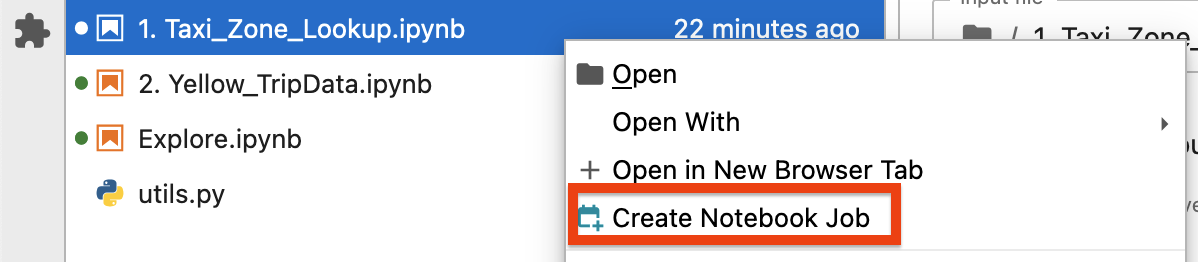 Input file
1. Taxi_Zone_Lookup.ipynb 22 minutes ago
/ 1. Taxi_Zone_
2. Yellow_TripData.ipynb
Open
Explore.ipynb
Open With
Open in New Browser Tab
utils.py
Create Notebook Job